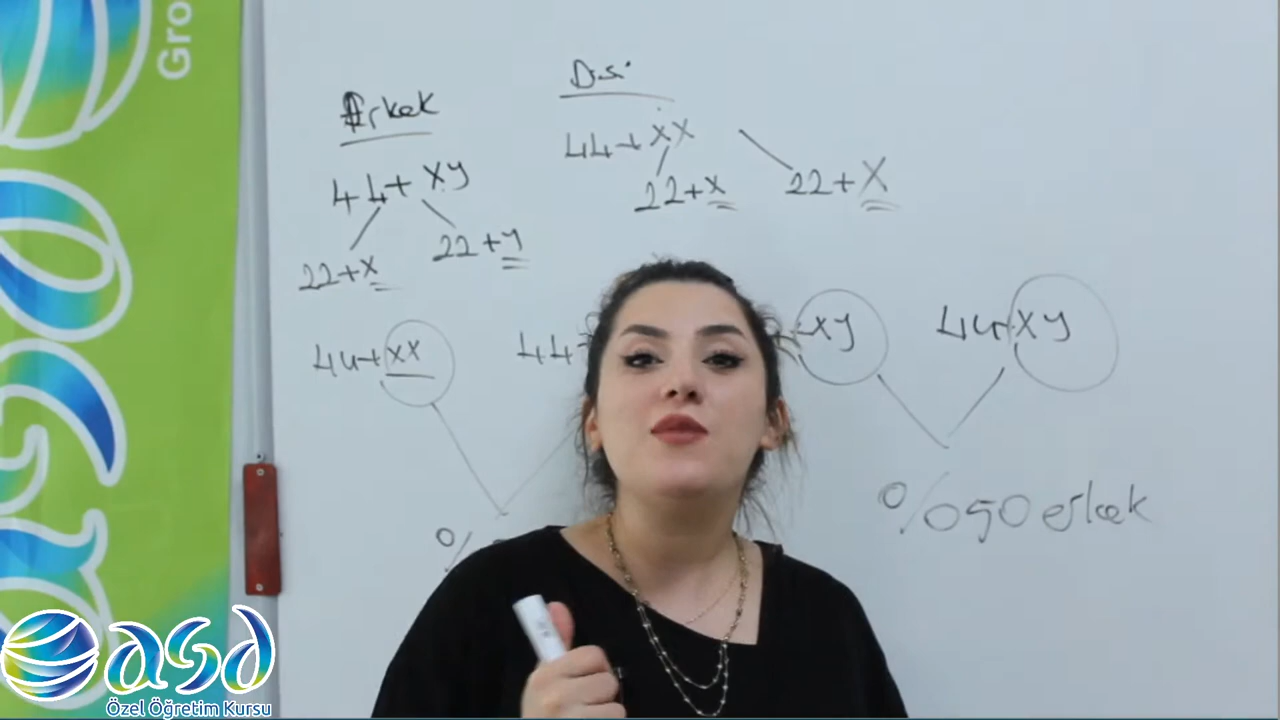 Gro
Erkek
Dişi
44+ xy
44+xx
22+x
22+y
22+x
22+X
44+xx
44+
xy
44+xy
%
%50 erkek
asd
Özel Öğretim Kursu